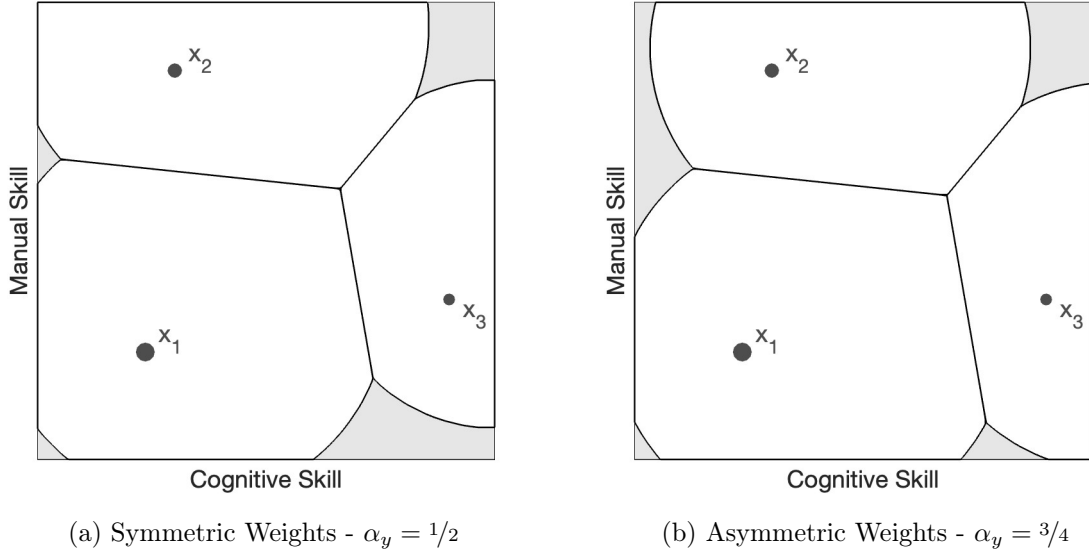 x₂
x₂
Manual Skill
Manual Skill
x₃
x₃
x₁
x₁
Cognitive Skill
Cognitive Skill
(a) Symmetric Weights - αy = 1/2
(b) Asymmetric Weights - αy = 3/4